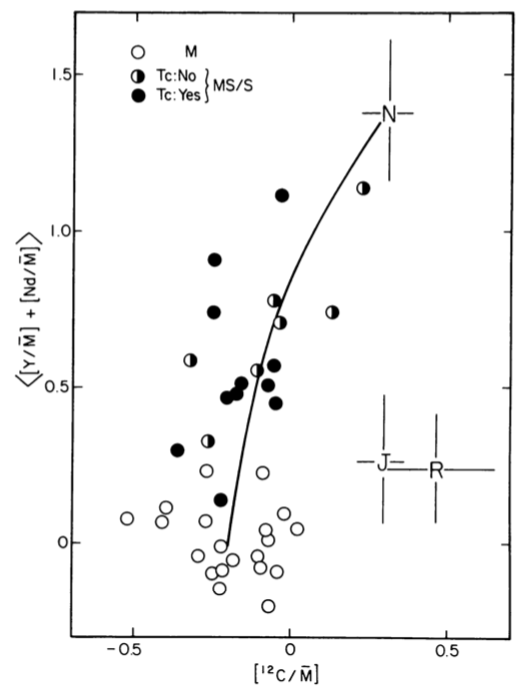 M
Tc:No
Tc:Yes
MS/S
N
J
R
1.5
1.0
0.5
0
-0.5
0
0.5
⟨[Y/M̄] + [Nd/M̄]⟩
[¹²C/M̄]